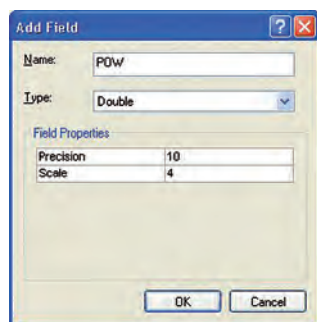 Add Field
Name: POW
Type: Double
Field Properties
Precision 10
Scale 4
OK Cancel